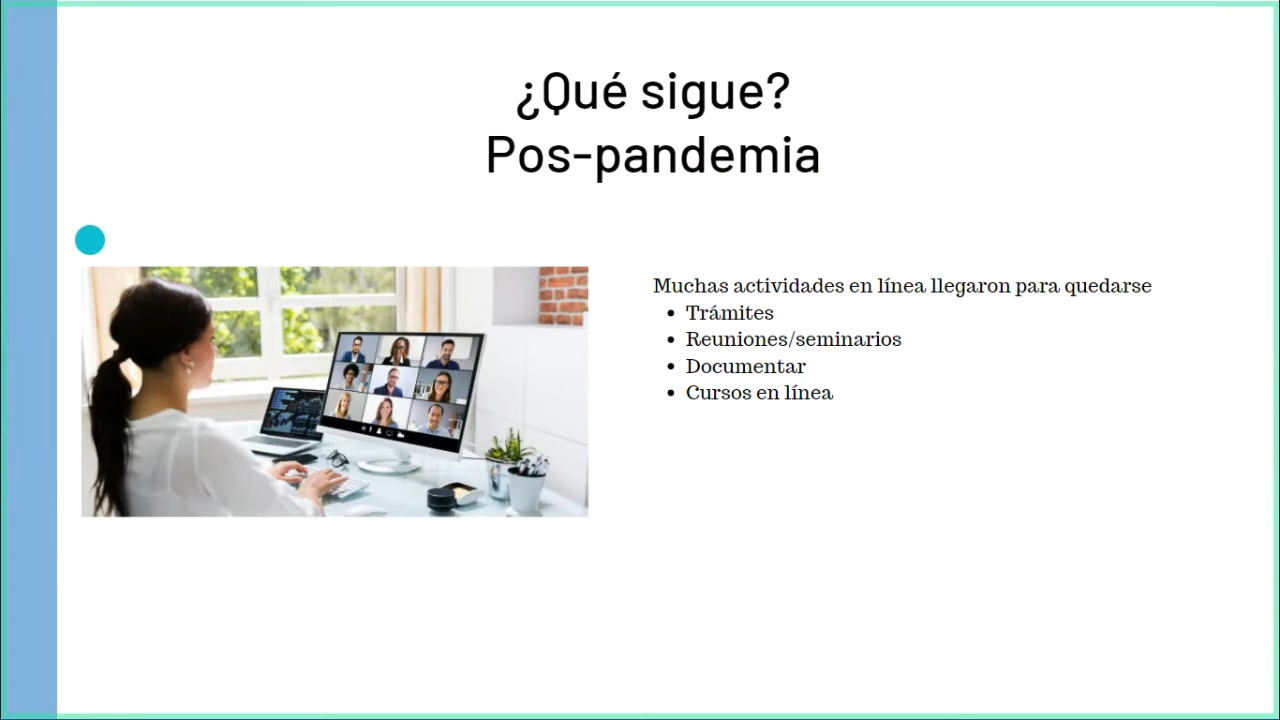 ¿Qué sigue?
Pos-pandemia
Muchas actividades en línea llegaron para quedarse
• Trámites
• Reuniones/seminarios
• Documentar
• Cursos en línea